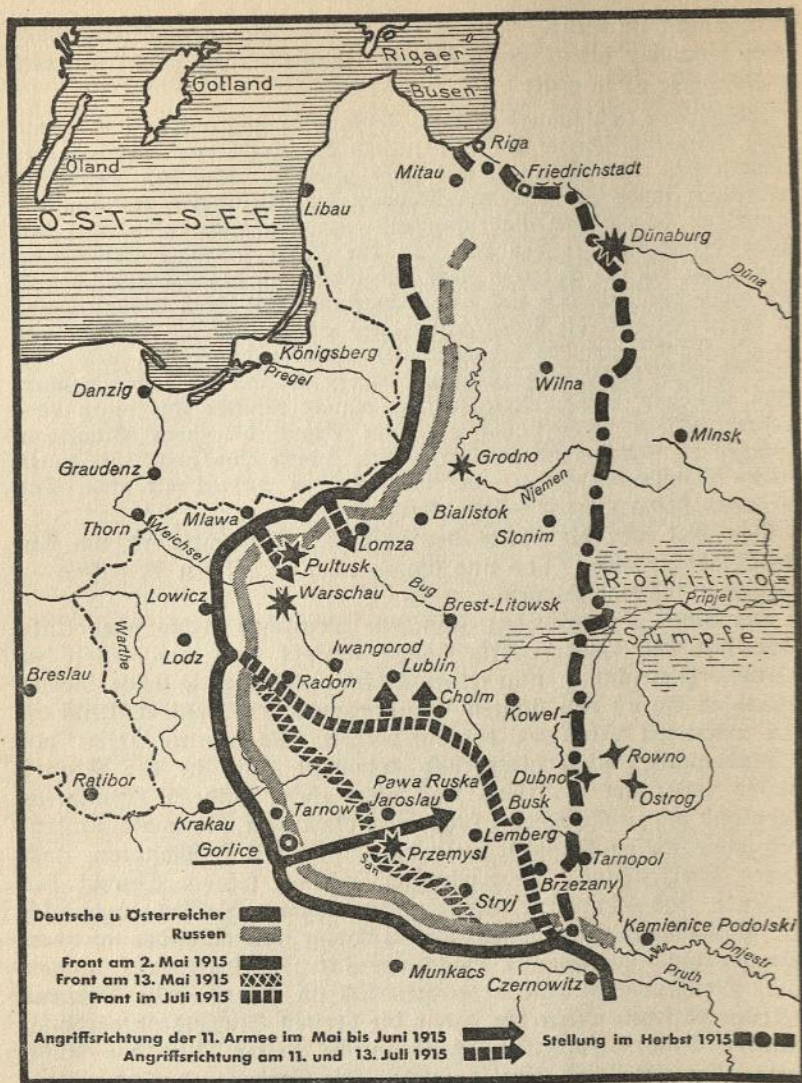 Rigaer
Busen
Gotland
Öland
OST-SEE
Riga
Mitau
Friedrichstadt
Libau
Dünaburg
Düna
Königsberg
Pregel
Danzig
Wilna
Minsk
Graudenz
Grodno
Njemen
Thorn
Weichsel
Mlawa
Bialistok
Slonim
Lomza
Pultusk
Rokitno-
Pripjet
Sümpfe
Bug
Warschau
Lowicz
Brest-Litowsk
Warthe
Lodz
Iwangorod
Lublin
Breslau
Radom
Cholm
Kowel
Rowno
Dubno
Ostrog
Ratibor
Pawa Ruska
Jaroslau
Busk
Krakau
Tarnow
Lemberg
Gorlice
Przemysl
San
Tarnopol
Brzezany
Stryj
Kamienice Podolski
Dnjestr
Munkacs
Pruth
Czernowitz
Deutsche u Österreicher
Russen
Front am 2. Mai 1915
Front am 13. Mai 1915
Front im Juli 1915
Angriffsrichtung der 11. Armee im Mai bis Juni 1915
Stellung im Herbst 1915
Angriffsrichtung am 11. und 13. Juli 1915